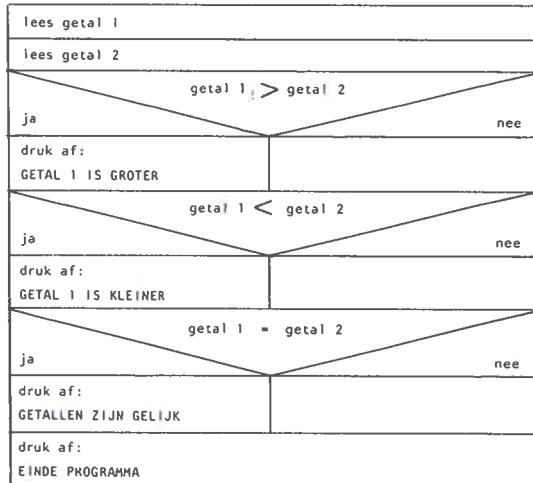 lees getal 1
lees getal 2
getal 1 > getal 2
ja nee
druk af:
GETAL 1 IS GROTER
getal 1 < getal 2
ja nee
druk af:
GETAL 1 IS KLEINER
getal 1 = getal 2
ja nee
druk af:
GETALLEN ZIJN GELIJK
druk af:
EINDE PROGRAMMA